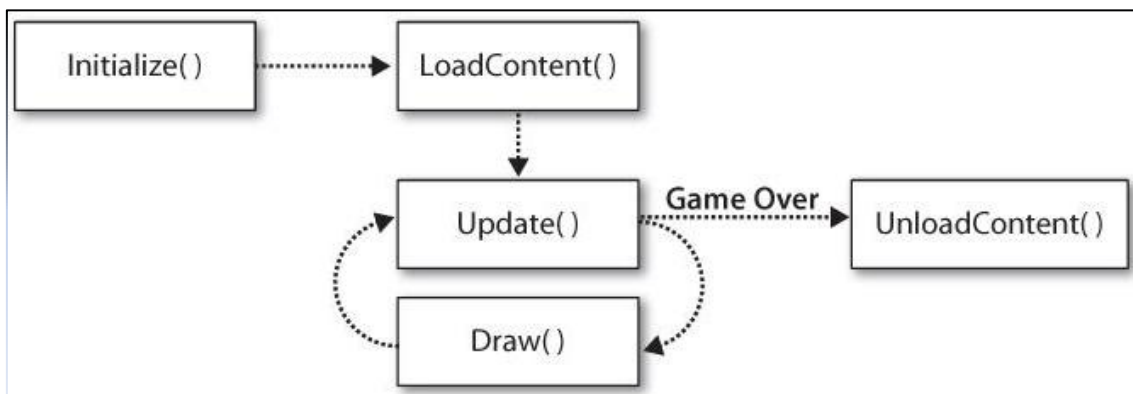 Initialize( )
LoadContent( )
Update( )
Game Over
UnloadContent( )
Draw( )